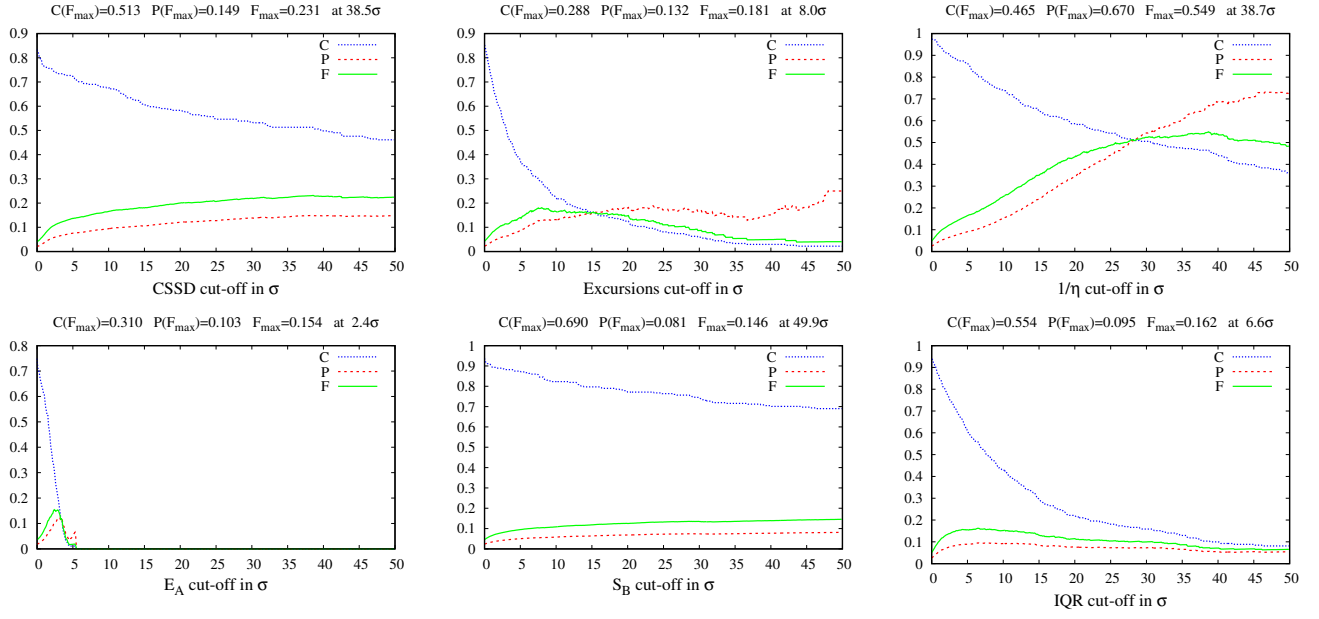 C(Fmax)=0.513 P(Fmax)=0.149 Fmax=0.231 at 38.5σ
0.9
0.8
0.7
0.6
0.5
0.4
0.3
0.2
0.1
0
C
P
F
0 5 10 15 20 25 30 35 40 45 50
CSSD cut-off in σ
C(Fmax)=0.288 P(Fmax)=0.132 Fmax=0.181 at 8.0σ
0.9
0.8
0.7
0.6
0.5
0.4
0.3
0.2
0.1
0
C
P
F
0 5 10 15 20 25 30 35 40 45 50
Excursions cut-off in σ
C(Fmax)=0.465 P(Fmax)=0.670 Fmax=0.549 at 38.7σ
1
0.9
0.8
0.7
0.6
0.5
0.4
0.3
0.2
0.1
0
C
P
F
0 5 10 15 20 25 30 35 40 45 50
1/η cut-off in σ
C(Fmax)=0.310 P(Fmax)=0.103 Fmax=0.154 at 2.4σ
0.8
0.7
0.6
0.5
0.4
0.3
0.2
0.1
0
C
P
F
0 5 10 15 20 25 30 35 40 45 50
EA cut-off in σ
C(Fmax)=0.690 P(Fmax)=0.081 Fmax=0.146 at 49.9σ
1
0.9
0.8
0.7
0.6
0.5
0.4
0.3
0.2
0.1
0
C
P
F
0 5 10 15 20 25 30 35 40 45 50
SB cut-off in σ
C(Fmax)=0.554 P(Fmax)=0.095 Fmax=0.162 at 6.6σ
1
0.9
0.8
0.7
0.6
0.5
0.4
0.3
0.2
0.1
0
C
P
F
0 5 10 15 20 25 30 35 40 45 50
IQR cut-off in σ